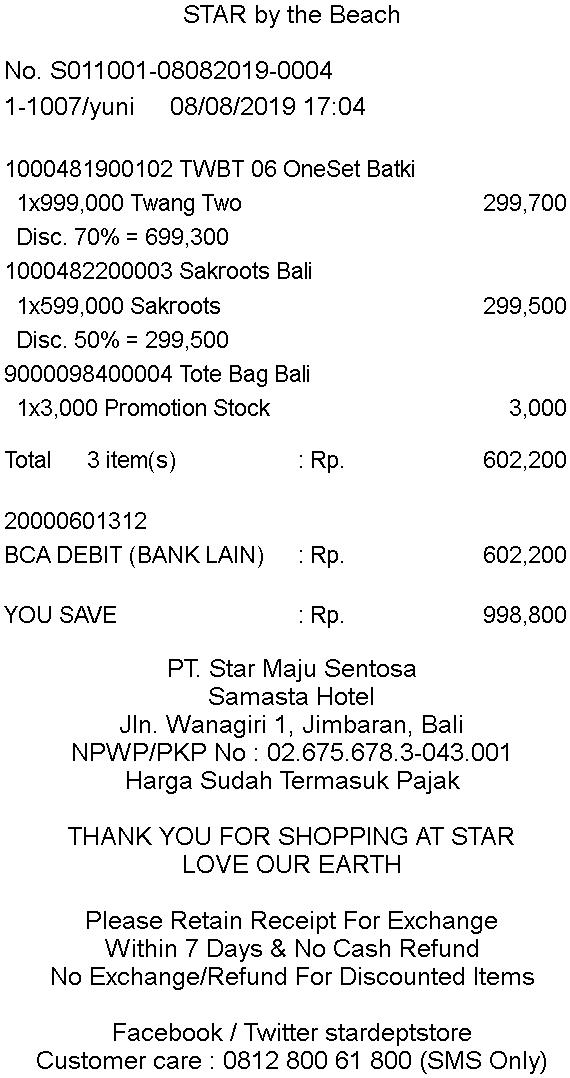 STAR by the Beach
No. S011001-08082019-0004
1-1007/yuni 08/08/2019 17:04
1000481900102 TWBT 06 OneSet Batki
1x999,000 Twang Two 299,700
Disc. 70% = 699,300
1000482200003 Sakroots Bali
1x599,000 Sakroots 299,500
Disc. 50% = 299,500
9000098400004 Tote Bag Bali
1x3,000 Promotion Stock 3,000
Total 3 item(s) : Rp. 602,200
20000601312
BCA DEBIT (BANK LAIN) : Rp. 602,200
YOU SAVE : Rp. 998,800
PT. Star Maju Sentosa
Samasta Hotel
Jln. Wanagiri 1, Jimbaran, Bali
NPWP/PKP No : 02.675.678.3-043.001
Harga Sudah Termasuk Pajak
THANK YOU FOR SHOPPING AT STAR
LOVE OUR EARTH
Please Retain Receipt For Exchange
Within 7 Days & No Cash Refund
No Exchange/Refund For Discounted Items
Facebook / Twitter stardeptstore
Customer care : 0812 800 61 800 (SMS Only)